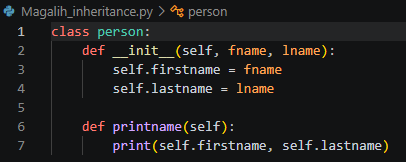 Magalih_inheritance.py > person
1 class person:
2     def __init__(self, fname, lname):
3         self.firstname = fname
4         self.lastname = lname
5
6     def printname(self):
7         print(self.firstname, self.lastname)